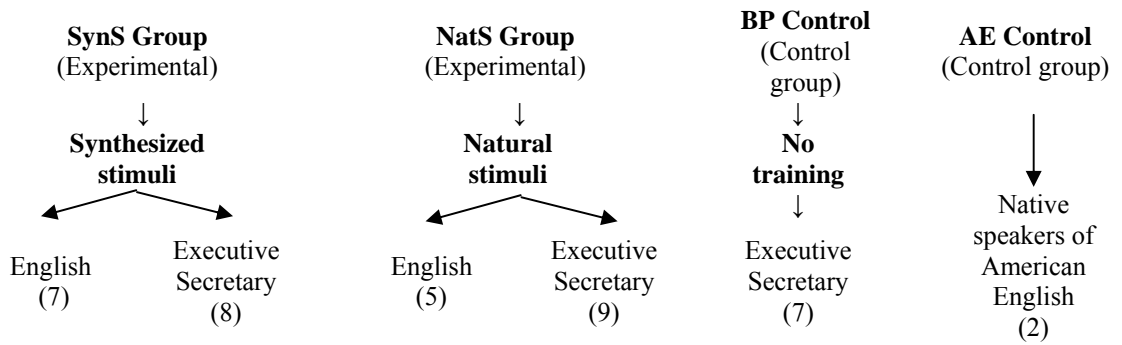 SynS Group
(Experimental)
↓
Synthesized
stimuli
English
(7)
Executive
Secretary
(8)
NatS Group
(Experimental)
↓
Natural
stimuli
English
(5)
Executive
Secretary
(9)
BP Control
(Control
group)
↓
No
training
↓
Executive
Secretary
(7)
AE Control
(Control group)
Native
speakers of
American
English
(2)